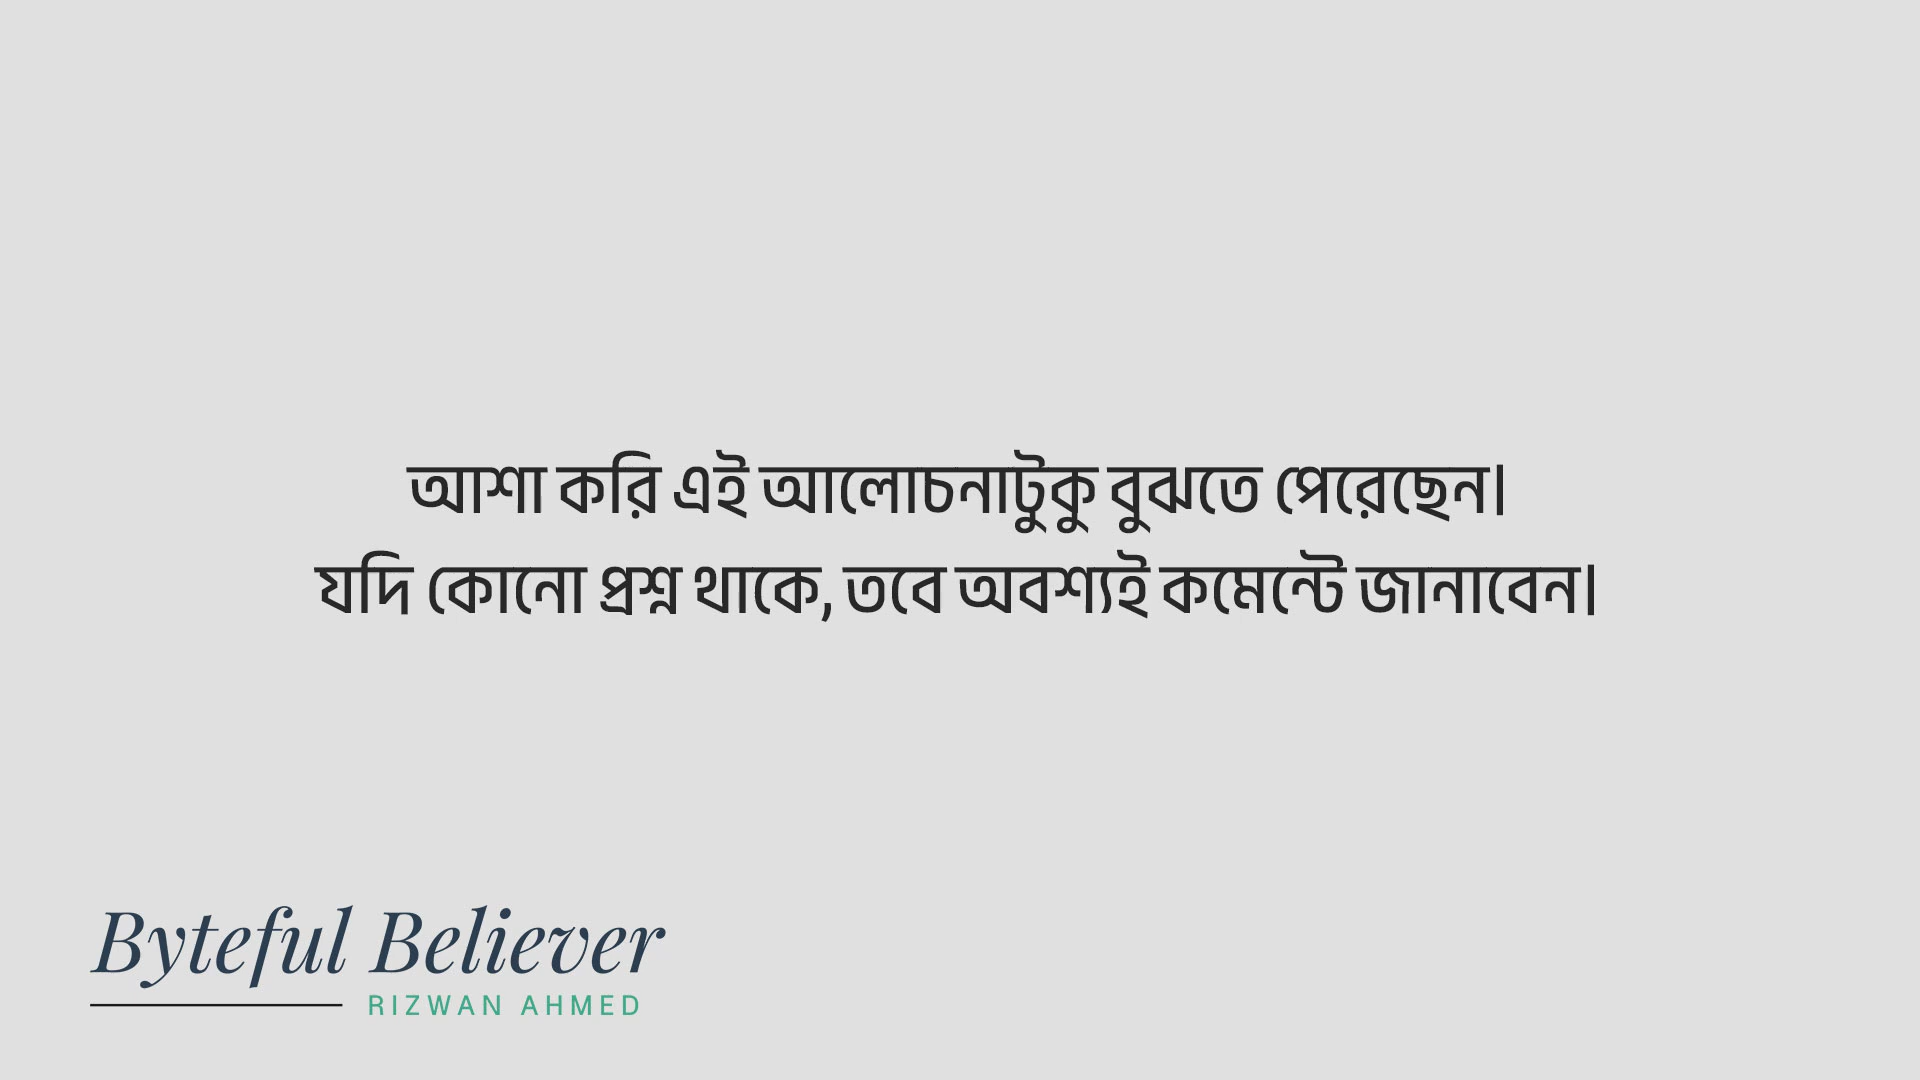 আশা করি এই আলোচনাটুকু বুঝতে পেরেছেন।
যদি কোনো প্রশ্ন থাকে, তবে অবশ্যই কমেন্টে জানাবেন।
Byteful Believer
RIZWAN AHMED